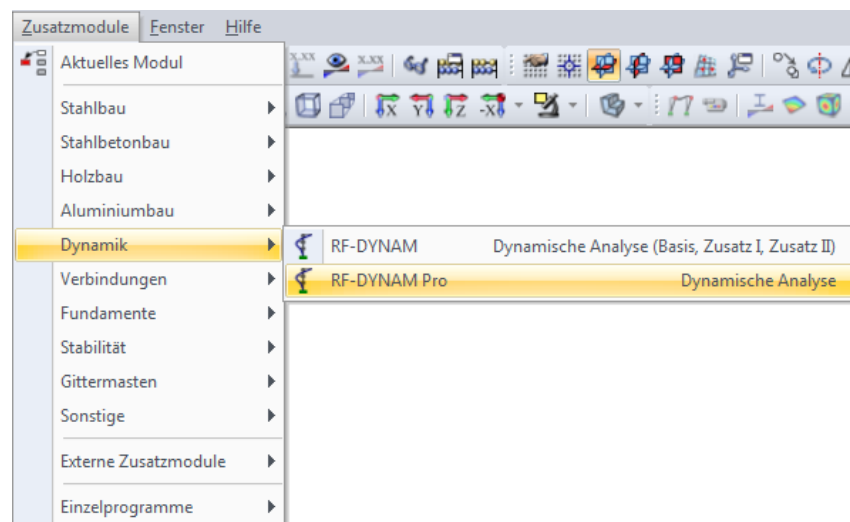 Zusatzmodule Fenster Hilfe
Aktuelles Modul
Stahlbau
Stahlbetonbau
Holzbau
Aluminiumbau
Dynamik
RF-DYNAM Dynamische Analyse (Basis, Zusatz I, Zusatz II)
RF-DYNAM Pro Dynamische Analyse
Verbindungen
Fundamente
Stabilität
Gittermasten
Sonstige
Externe Zusatzmodule
Einzelprogramme